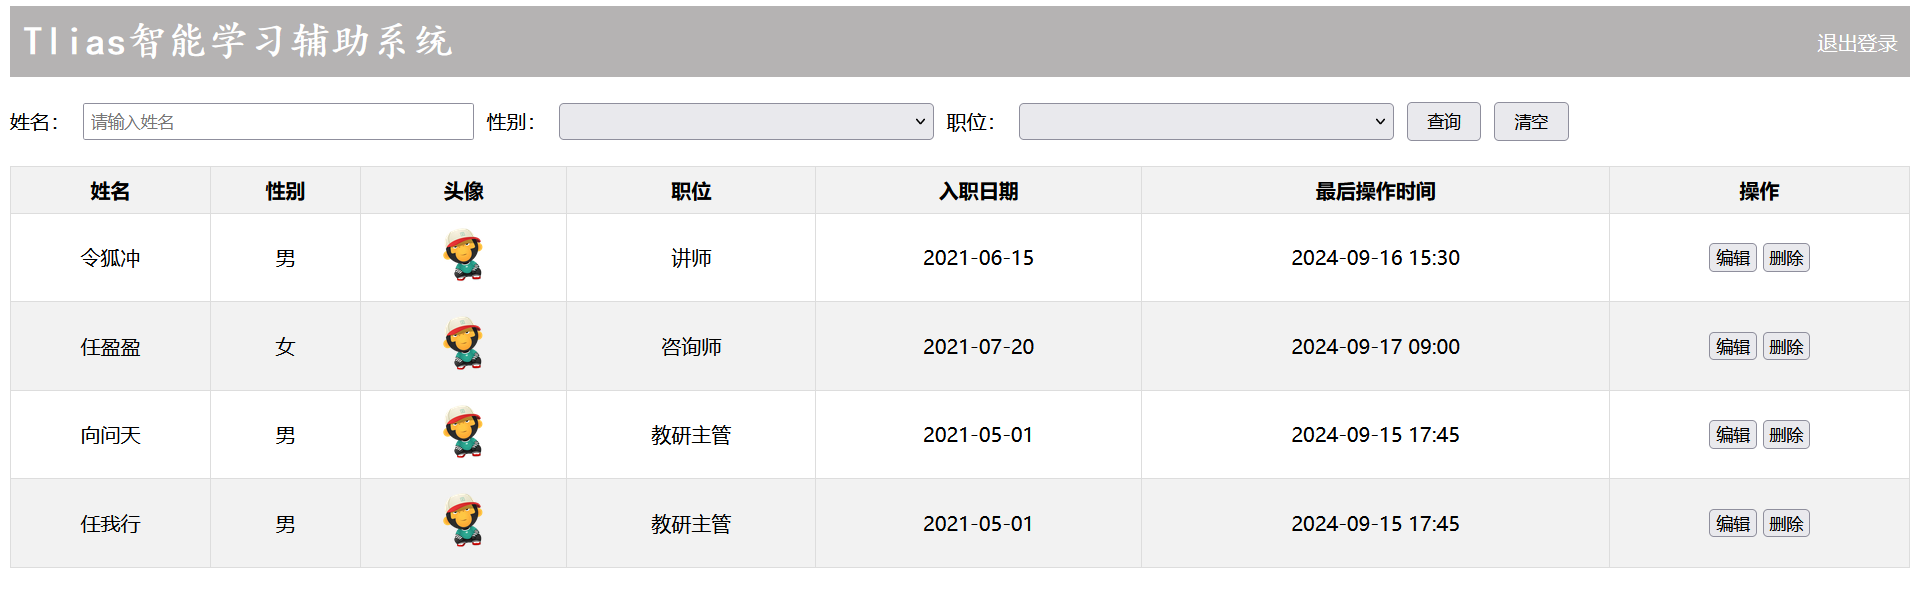 Tlias智能学习辅助系统 退出登录
姓名： 请输入姓名 性别： 职位： 查询 清空
姓名 性别 头像 职位 入职日期 最后操作时间 操作
令狐冲 男 讲师 2021-06-15 2024-09-16 15:30 编辑 删除
任盈盈 女 咨询师 2021-07-20 2024-09-17 09:00 编辑 删除
向问天 男 教研主管 2021-05-01 2024-09-15 17:45 编辑 删除
任我行 男 教研主管 2021-05-01 2024-09-15 17:45 编辑 删除